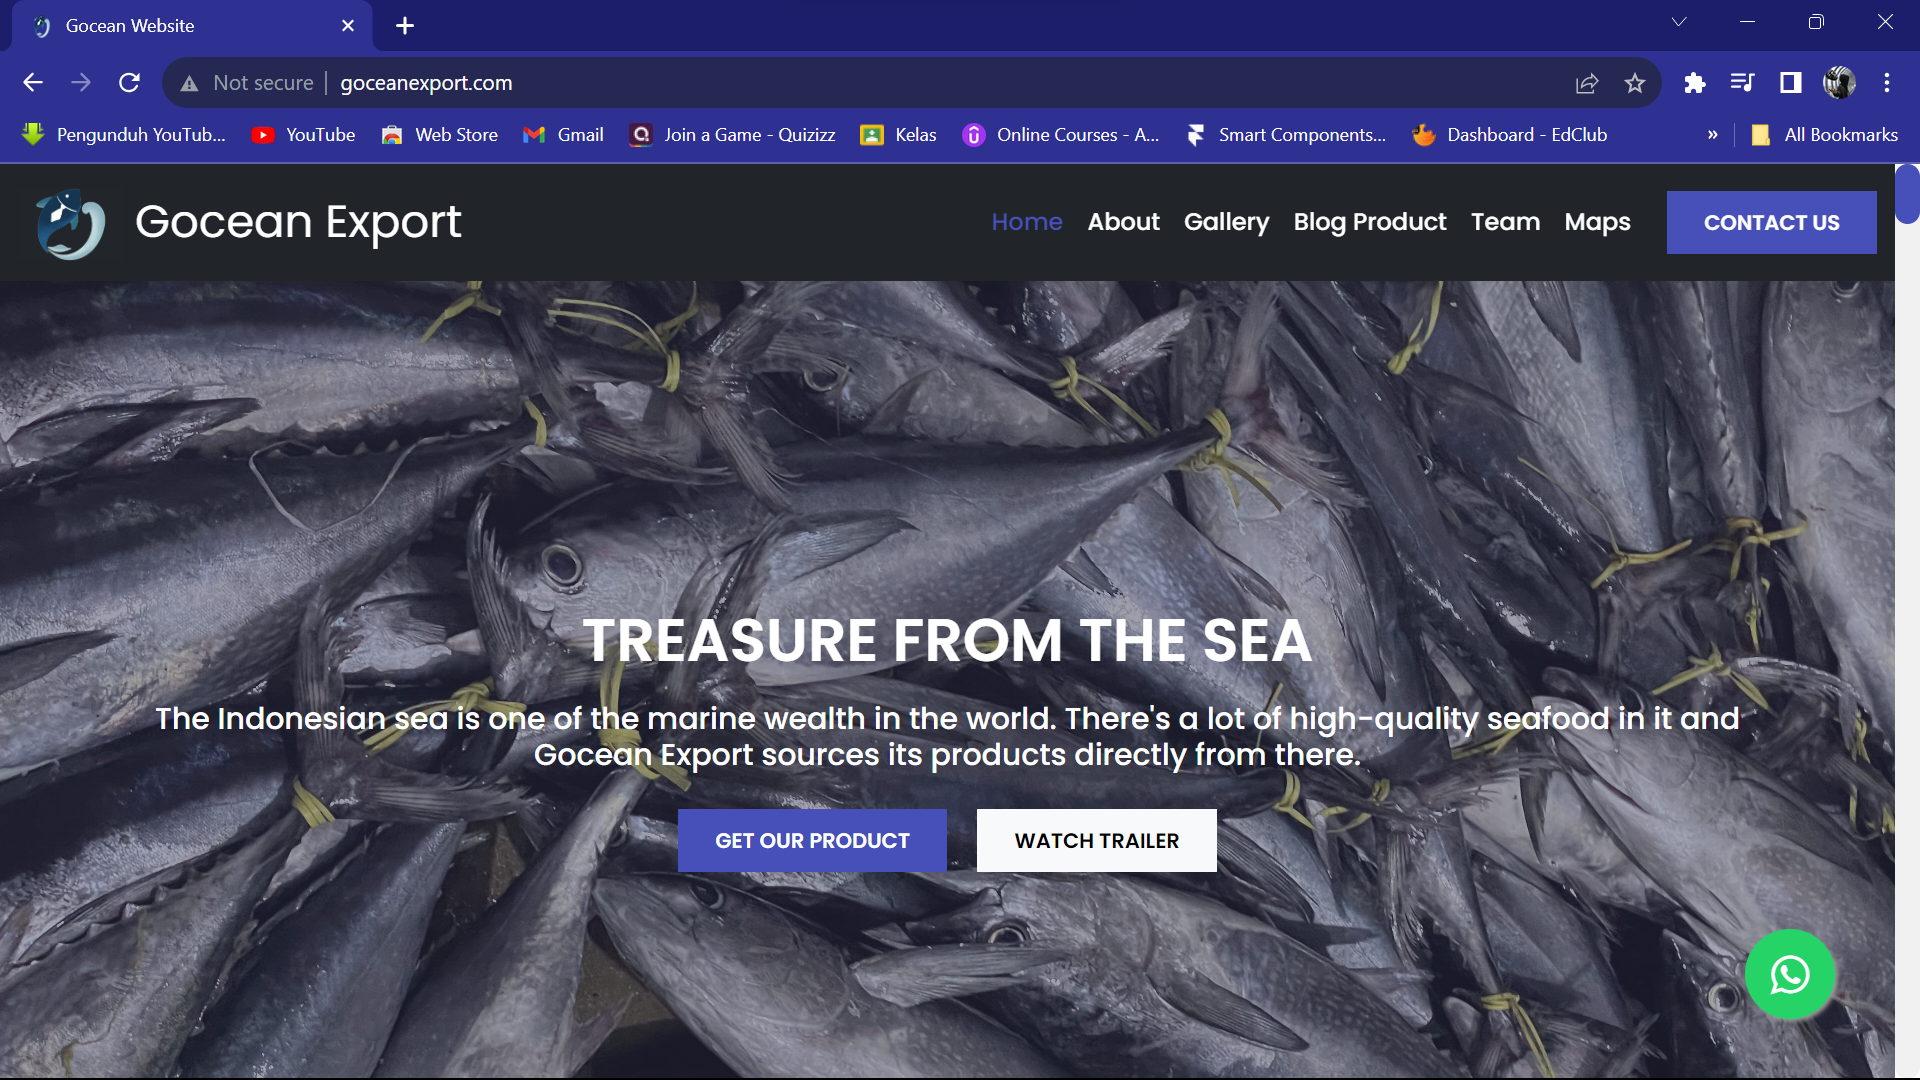 Gocean Website
Not secure
goceanexport.com
Pengunduh YouTub...
YouTube
Web Store
Gmail
Join a Game - Quizizz
Kelas
Online Courses - A...
Smart Components...
Dashboard - EdClub
»
All Bookmarks
Gocean Export
Home
About
Gallery
Blog Product
Team
Maps
CONTACT US
TREASURE FROM THE SEA
The Indonesian sea is one of the marine wealth in the world. There's a lot of high-quality seafood in it and
Gocean Export sources its products directly from there.
GET OUR PRODUCT
WATCH TRAILER